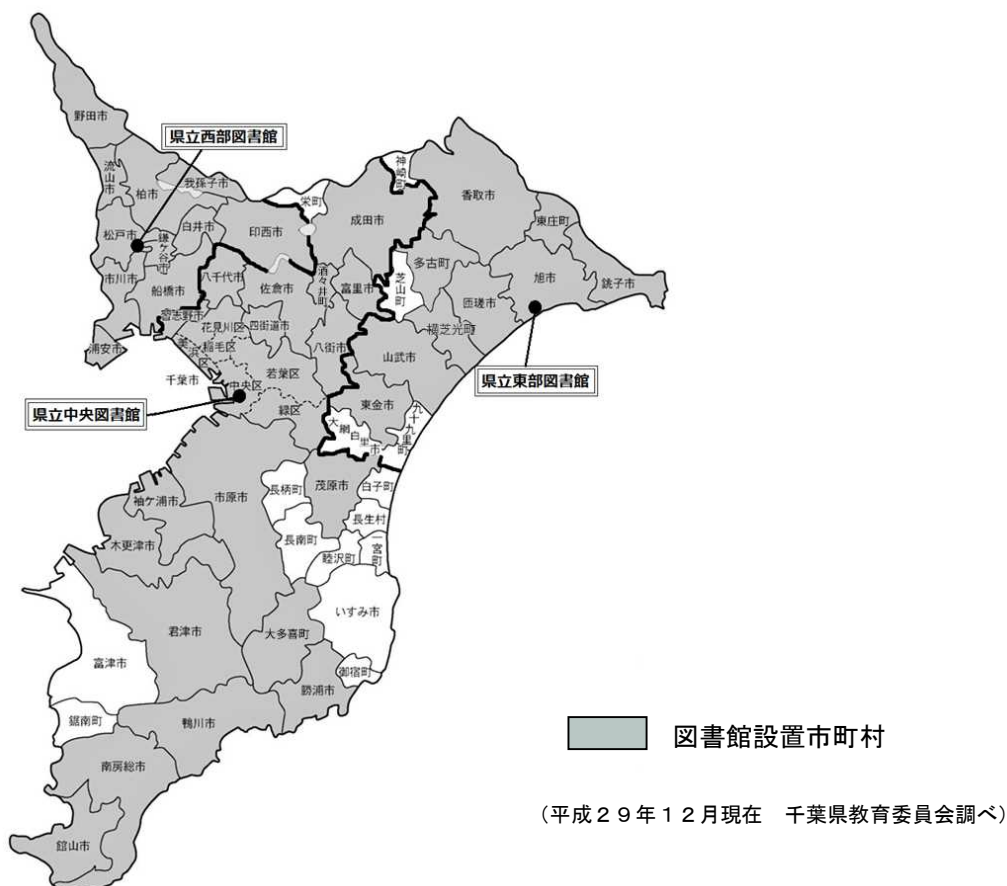 野田市
県立西部図書館
流山市
柏市
我孫子市
栄町
神崎町
香取市
成田市
東庄町
松戸市
鎌ケ谷市
白井市
印西市
多古町
旭市
銚子市
市川市
船橋市
八千代市
佐倉市
酒々井町
富里市
芝山町
匝瑳市
習志野市
花見川区
四街道市
横芝光町
浦安市
美浜区
稲毛区
八街市
山武市
千葉市
若葉区
中央区
県立東部図書館
県立中央図書館
緑区
東金市
大網白里市
九十九里町
市原市
長柄町
茂原市
白子町
袖ケ浦市
長生村
木更津市
長南町
睦沢町
一宮町
いすみ市
君津市
大多喜町
富津市
御宿町
勝浦市
鋸南町
鴨川市
図書館設置市町村
南房総市
(平成29年12月現在 千葉県教育委員会調べ)
館山市